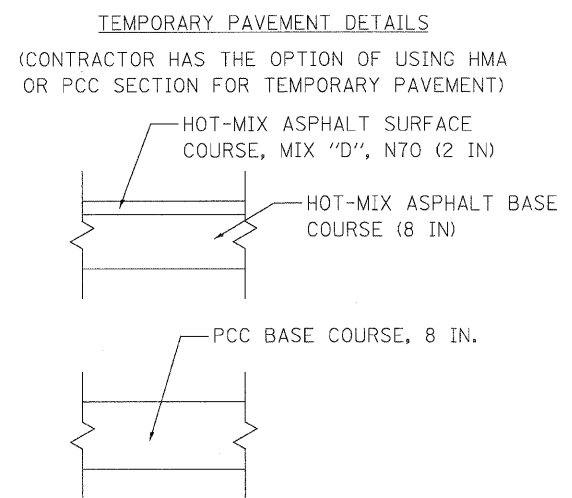 TEMPORARY PAVEMENT DETAILS
(CONTRACTOR HAS THE OPTION OF USING HMA
OR PCC SECTION FOR TEMPORARY PAVEMENT)
HOT-MIX ASPHALT SURFACE
COURSE, MIX "D", N70 (2 IN)
HOT-MIX ASPHALT BASE
COURSE (8 IN)
PCC BASE COURSE, 8 IN.